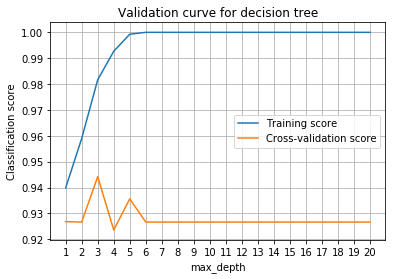 Validation curve for decision tree
Classification score
1.00
0.99
0.98
0.97
0.96
0.95
0.94
0.93
0.92
Training score
Cross-validation score
1 2 3 4 5 6 7 8 9 10 11 12 13 14 15 16 17 18 19 20
max_depth